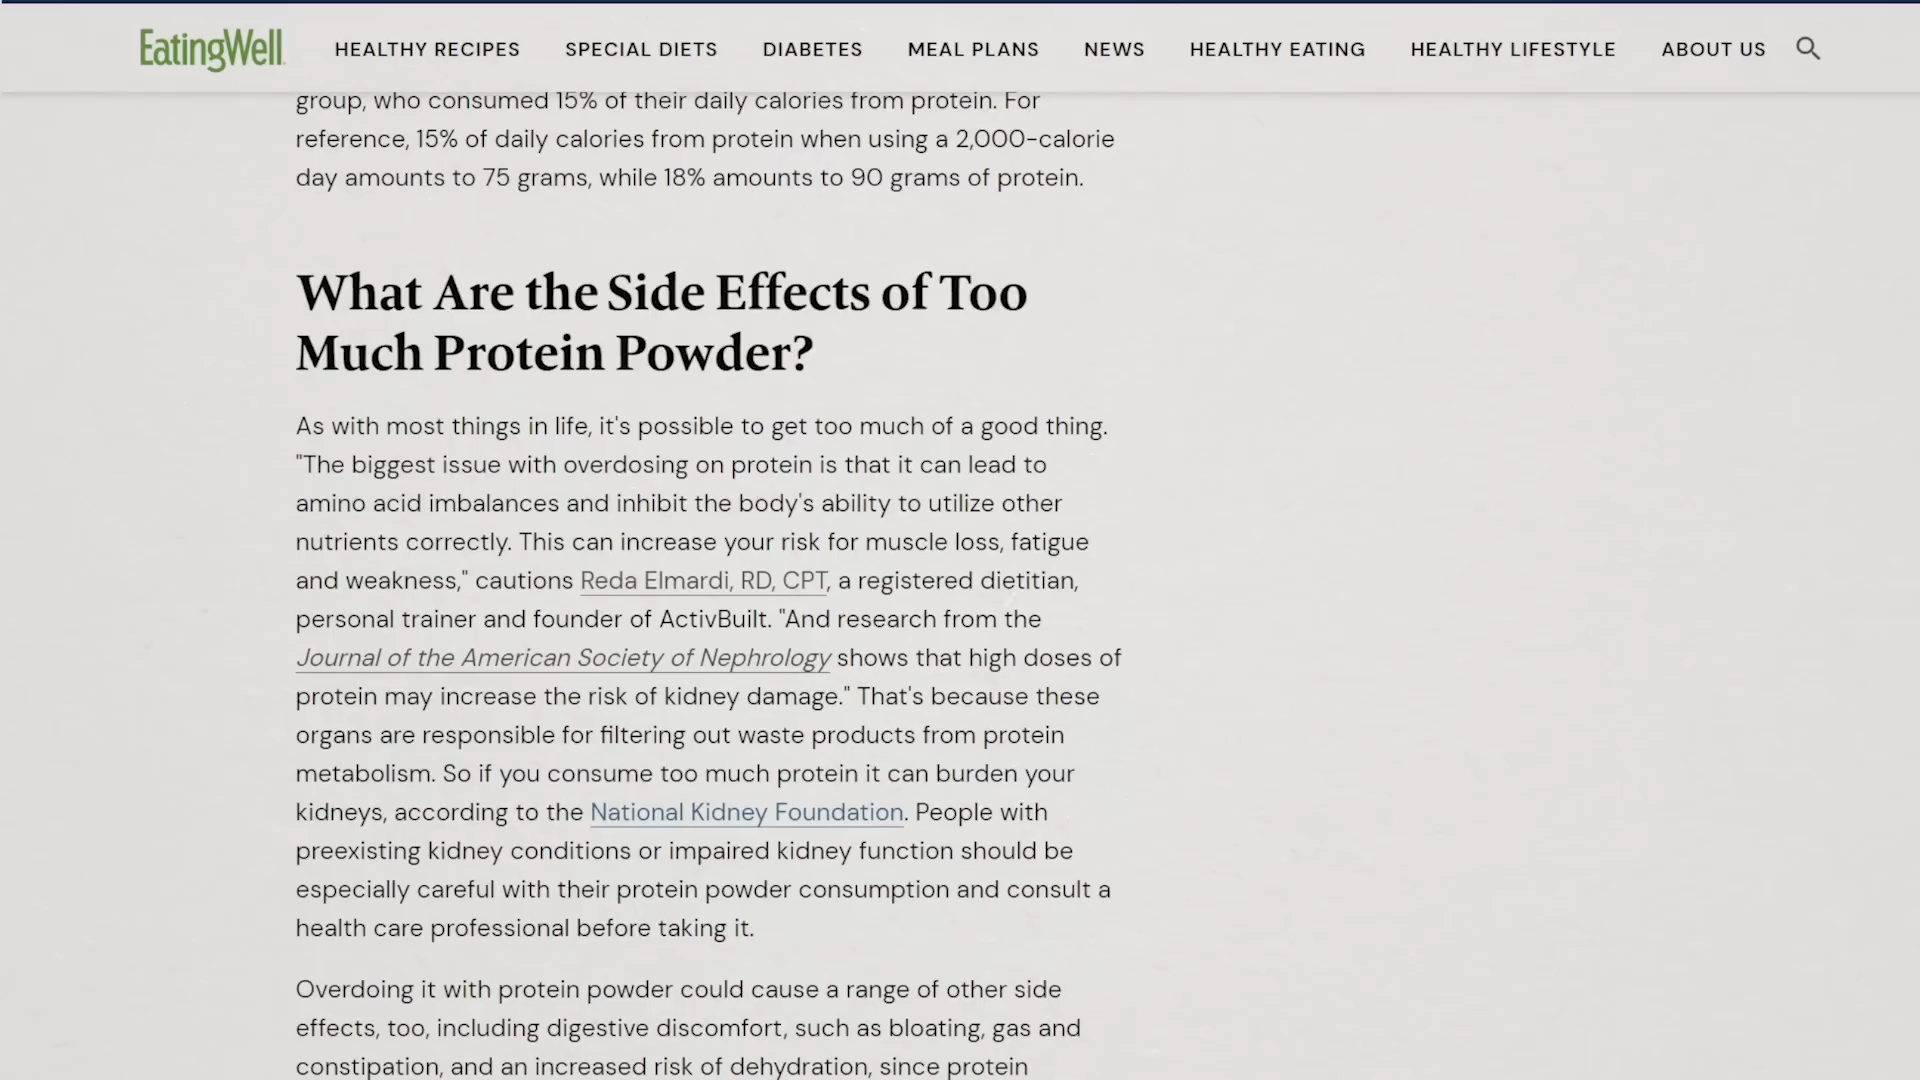 EatingWell HEALTHY RECIPES SPECIAL DIETS DIABETES MEAL PLANS NEWS HEALTHY EATING HEALTHY LIFESTYLE ABOUT US
group, who consumed 15% of their daily calories from protein. For
reference, 15% of daily calories from protein when using a 2,000-calorie
day amounts to 75 grams, while 18% amounts to 90 grams of protein.
What Are the Side Effects of Too
Much Protein Powder?
As with most things in life, it's possible to get too much of a good thing.
"The biggest issue with overdosing on protein is that it can lead to
amino acid imbalances and inhibit the body's ability to utilize other
nutrients correctly. This can increase your risk for muscle loss, fatigue
and weakness," cautions Reda Elmardi, RD, CPT, a registered dietitian,
personal trainer and founder of ActivBuilt. "And research from the
Journal of the American Society of Nephrology shows that high doses of
protein may increase the risk of kidney damage." That's because these
organs are responsible for filtering out waste products from protein
metabolism. So if you consume too much protein it can burden your
kidneys, according to the National Kidney Foundation. People with
preexisting kidney conditions or impaired kidney function should be
especially careful with their protein powder consumption and consult a
health care professional before taking it.
Overdoing it with protein powder could cause a range of other side
effects, too, including digestive discomfort, such as bloating, gas and
constipation, and an increased risk of dehydration, since protein